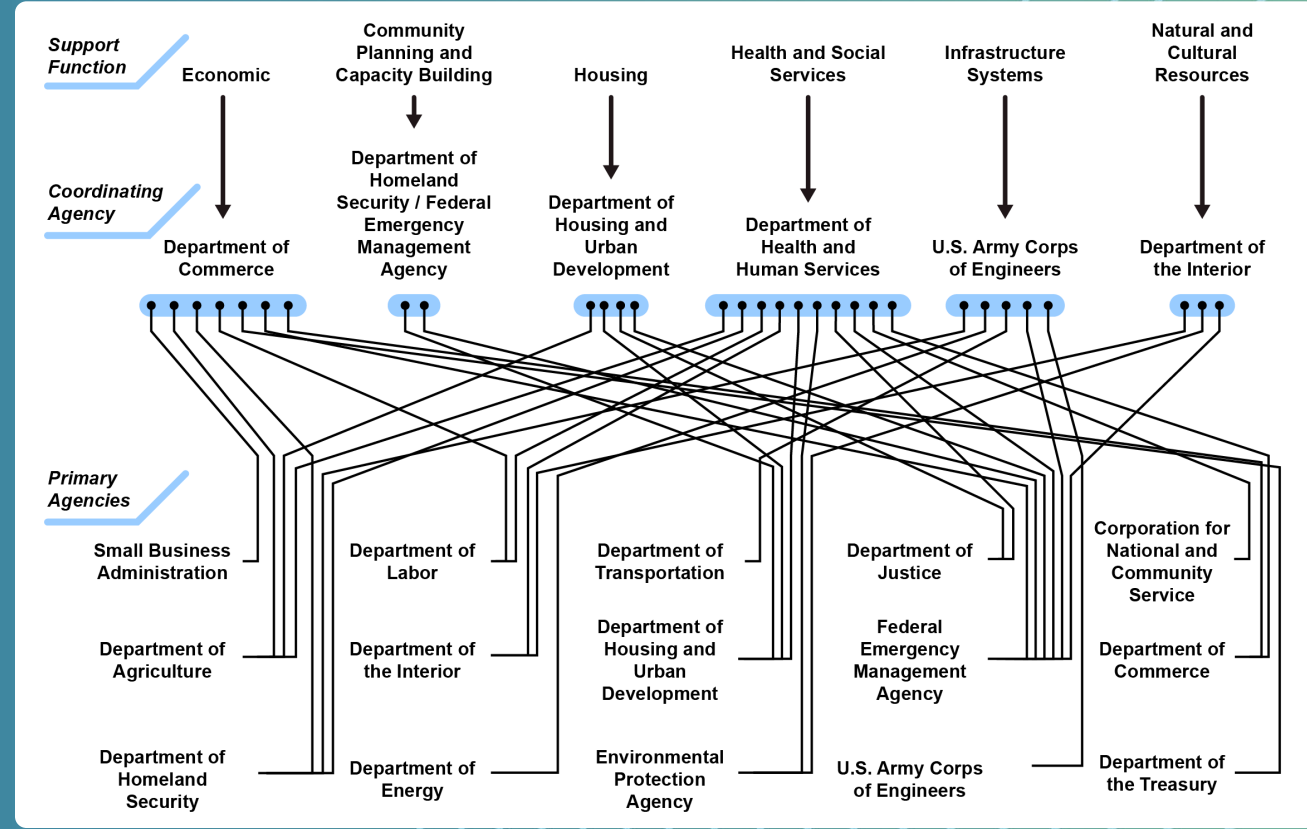 Support
Function
Economic
Community
Planning and
Capacity Building
Housing
Health and Social
Services
Infrastructure
Systems
Natural and
Cultural
Resources
Coordinating
Agency
Department of
Commerce
Department of
Homeland
Security / Federal
Emergency
Management
Agency
Department of
Housing and
Urban
Development
Department of
Health and
Human Services
U.S. Army Corps
of Engineers
Department of
the Interior
Primary
Agencies
Small Business
Administration
Department of
Labor
Department of
Transportation
Department of
Justice
Corporation for
National and
Community
Service
Department of
Agriculture
Department of
the Interior
Department of
Housing and
Urban
Development
Federal
Emergency
Management
Agency
Department of
Commerce
Department of
Homeland
Security
Department of
Energy
Environmental
Protection
Agency
U.S. Army Corps
of Engineers
Department of
the Treasury